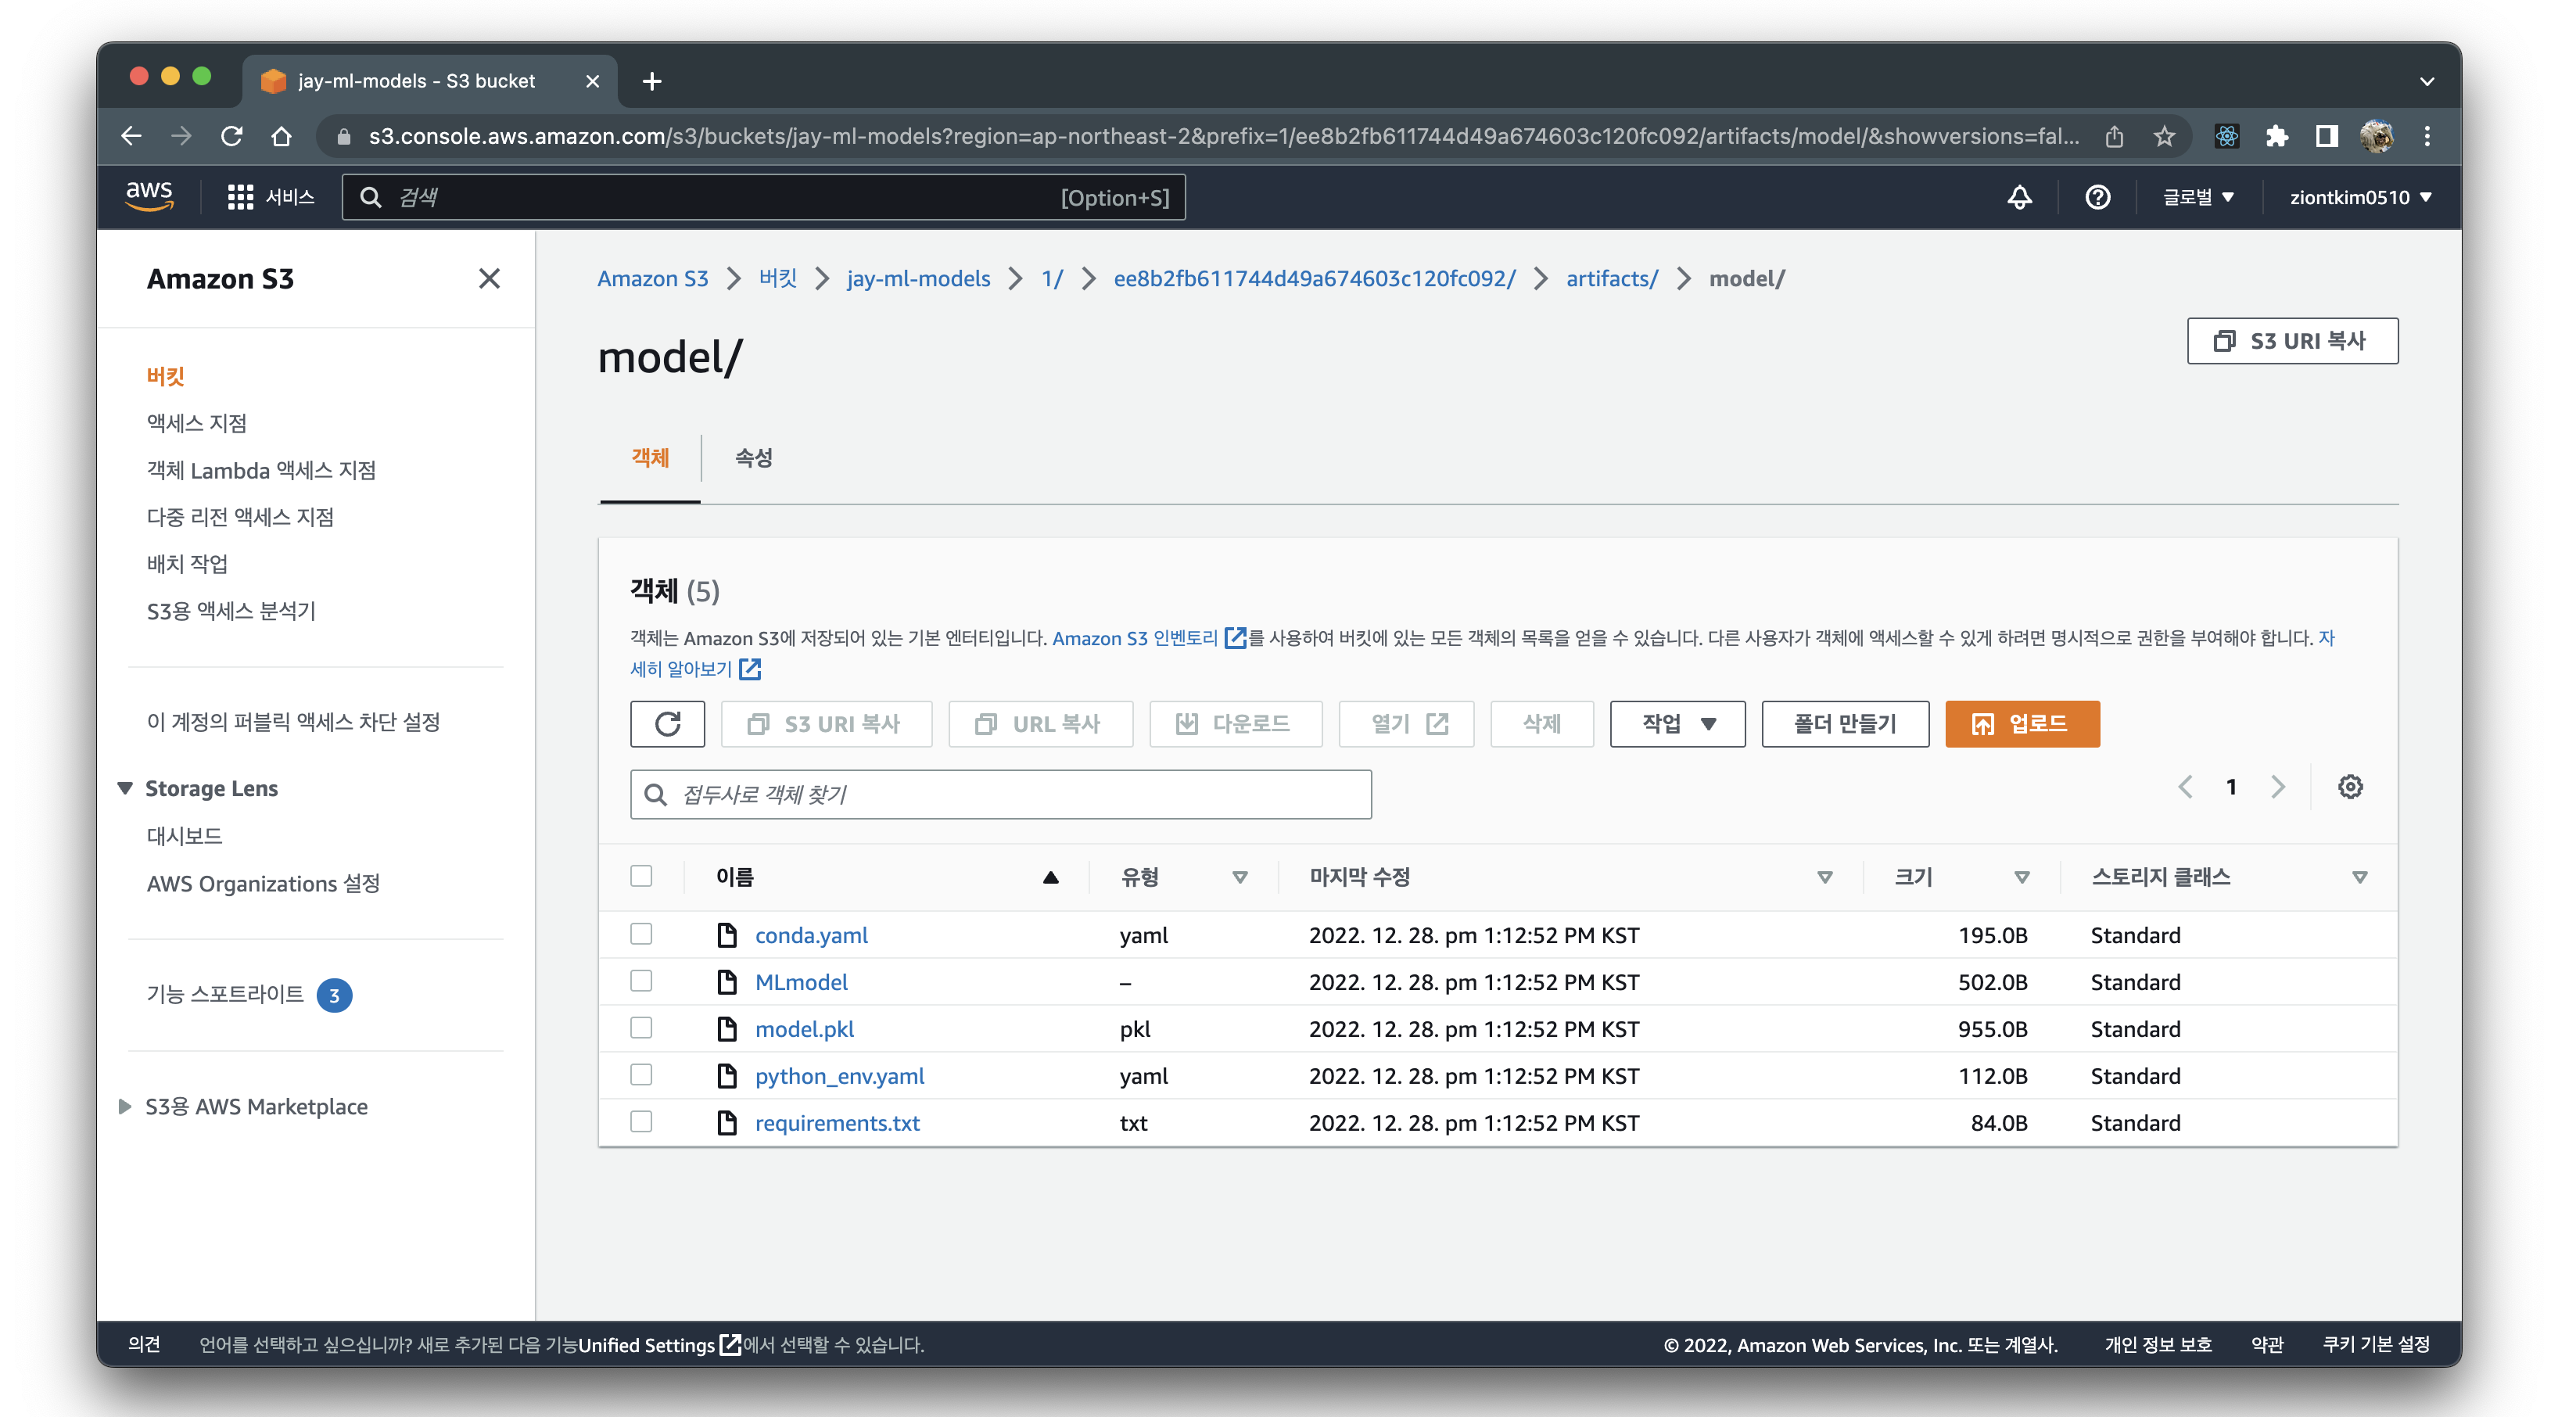 jay-ml-models - S3 bucket
s3.console.aws.amazon.com/s3/buckets/jay-ml-models?region=ap-northeast-2&prefix=1/ee8b2fb611744d49a674603c120fc092/artifacts/model/&showversions=fal...
aws 서비스 검색 [Option+S] 글로벌 ziontkim0510
Amazon S3
버킷
액세스 지점
객체 Lambda 액세스 지점
다중 리전 액세스 지점
배치 작업
S3용 액세스 분석기
이 계정의 퍼블릭 액세스 차단 설정
Storage Lens
대시보드
AWS Organizations 설정
기능 스포트라이트 3
S3용 AWS Marketplace
Amazon S3 버킷 jay-ml-models 1/ ee8b2fb611744d49a674603c120fc092/ artifacts/ model/
model/
S3 URI 복사
객체 속성
객체 (5)
객체는 Amazon S3에 저장되어 있는 기본 엔터티입니다. Amazon S3 인벤토리를 사용하여 버킷에 있는 모든 객체의 목록을 얻을 수 있습니다. 다른 사용자가 객체에 액세스할 수 있게 하려면 명시적으로 권한을 부여해야 합니다. 자
세히 알아보기
S3 URI 복사 URL 복사 다운로드 열기 삭제 작업 폴더 만들기 업로드
접두사로 객체 찾기
1
이름 유형 마지막 수정 크기 스토리지 클래스
conda.yaml yaml 2022. 12. 28. pm 1:12:52 PM KST 195.0B Standard
MLmodel – 2022. 12. 28. pm 1:12:52 PM KST 502.0B Standard
model.pkl pkl 2022. 12. 28. pm 1:12:52 PM KST 955.0B Standard
python_env.yaml yaml 2022. 12. 28. pm 1:12:52 PM KST 112.0B Standard
requirements.txt txt 2022. 12. 28. pm 1:12:52 PM KST 84.0B Standard
의견 언어를 선택하고 싶으십니까? 새로 추가된 다음 기능Unified Settings에서 선택할 수 있습니다. © 2022, Amazon Web Services, Inc. 또는 계열사. 개인 정보 보호 약관 쿠키 기본 설정